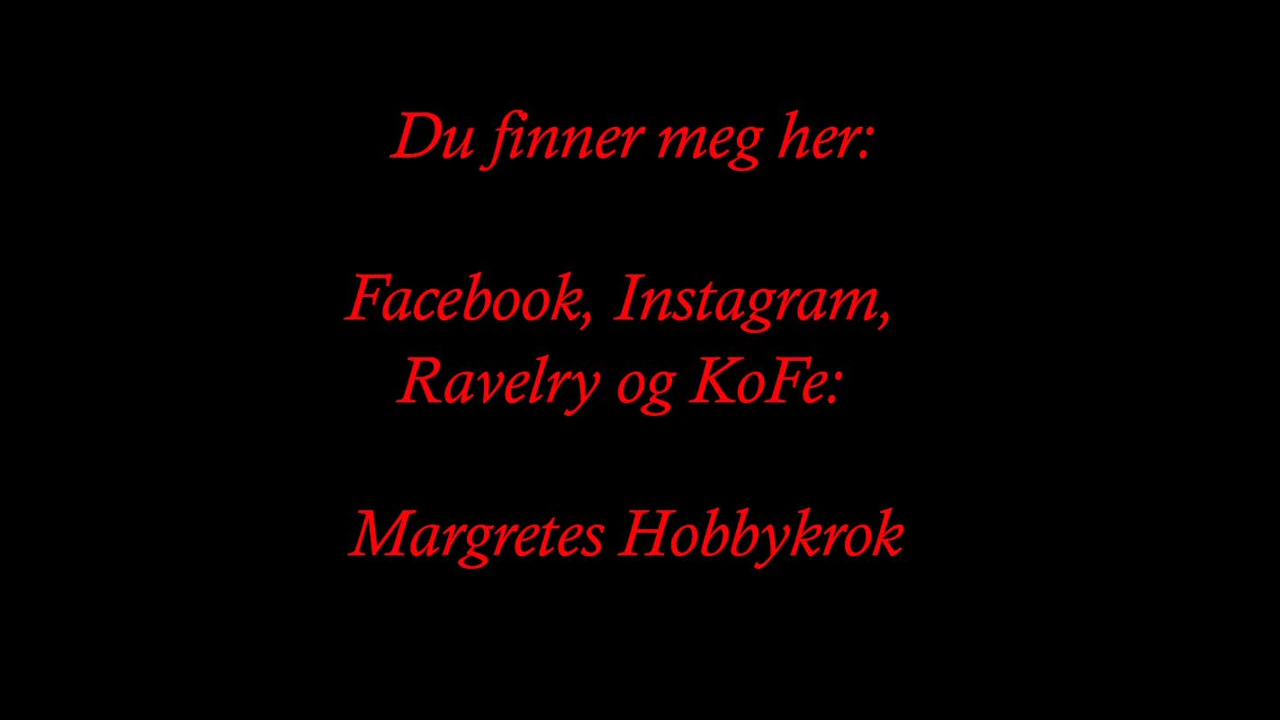 Du finner meg her:
Facebook, Instagram,
Ravelry og KoFe:
Margretes Hobbykrok